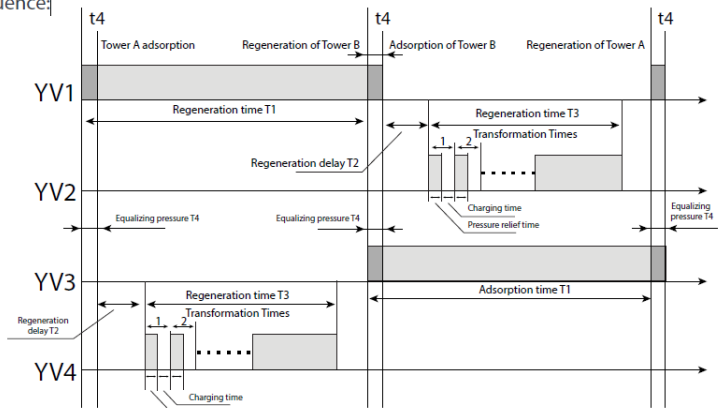 uence:
t4 t4 t4
Tower A adsorption Regeneration of Tower B Adsorption of Tower B Regeneration of Tower A
YV1
Regeneration time T1 Regeneration time T3
Transformation Times
1 2
Regeneration delay T2
YV2
Charging time
Pressure relief time
Equalizing pressure T4 Equalizing pressure T4 Equalizing
pressure T4
YV3
Adsorption time T1
Regeneration time T3
Transformation Times
1 2
Regeneration
delay T2
YV4
Charging time